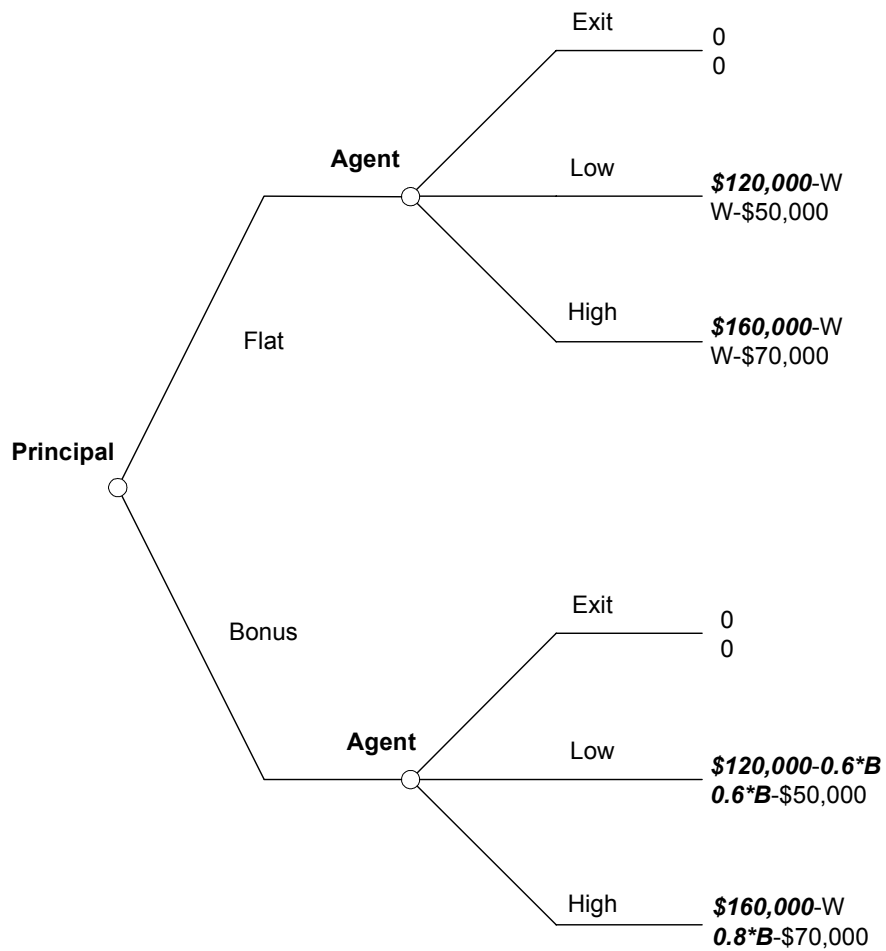 Exit
0
0
Agent
Low
$120,000-W
W-$50,000
High
$160,000-W
W-$70,000
Flat
Principal
Bonus
Exit
0
0
Agent
Low
$120,000-0.6*B
0.6*B-$50,000
High
$160,000-W
0.8*B-$70,000